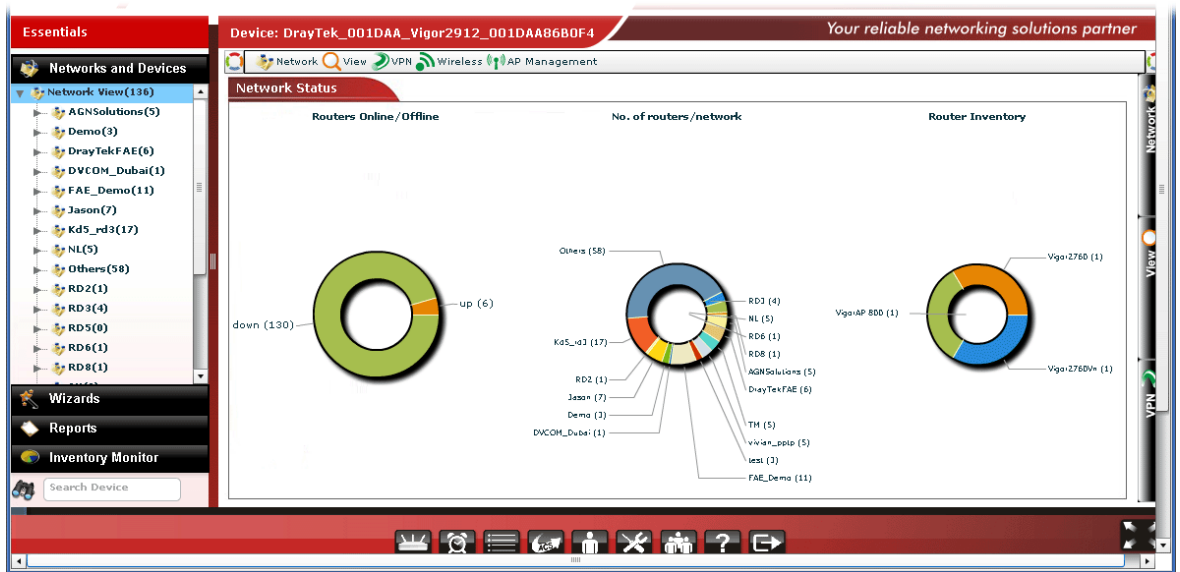 Essentials
Device: DrayTek_001DAA_Vigor2912_001DAA86B0F4
Your reliable networking solutions partner
Networks and Devices
Network View VPN Wireless AP Management
Network View(136)
AGNSolutions(5)
Demo(3)
DrayTekFAE(6)
DVCOM_Dubai(1)
FAE_Demo(11)
Jason(7)
Kd5_rd3(17)
NL(5)
Others(58)
RD2(1)
RD3(4)
RD5(0)
RD6(1)
RD8(1)
Wizards
Reports
Inventory Monitor
Search Device
Network Status
Routers Online/Offline
up (6)
down (130)
No. of routers/network
Others (58)
RD3 (4)
NL (5)
RD6 (1)
RD8 (1)
AGNSolutions (5)
DrayTekFAE (6)
TM (5)
vivian_pptp (5)
test (3)
FAE_Demo (11)
Kd5_rd3 (17)
RD2 (1)
Jason (7)
Demo (3)
DVCOM_Dubai (1)
Router Inventory
Vigor2760 (1)
VigorAP 800 (1)
Vigor2760Vn (1)
Network
View
VPN
ACS
?